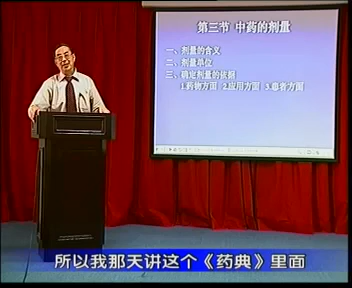 第三节 中药的剂量
一、剂量的含义
二、剂量单位
三、确定剂量的依据
1.药物方面 2.应用方面 3.患者方面
所以我那天讲这个《药典》里面